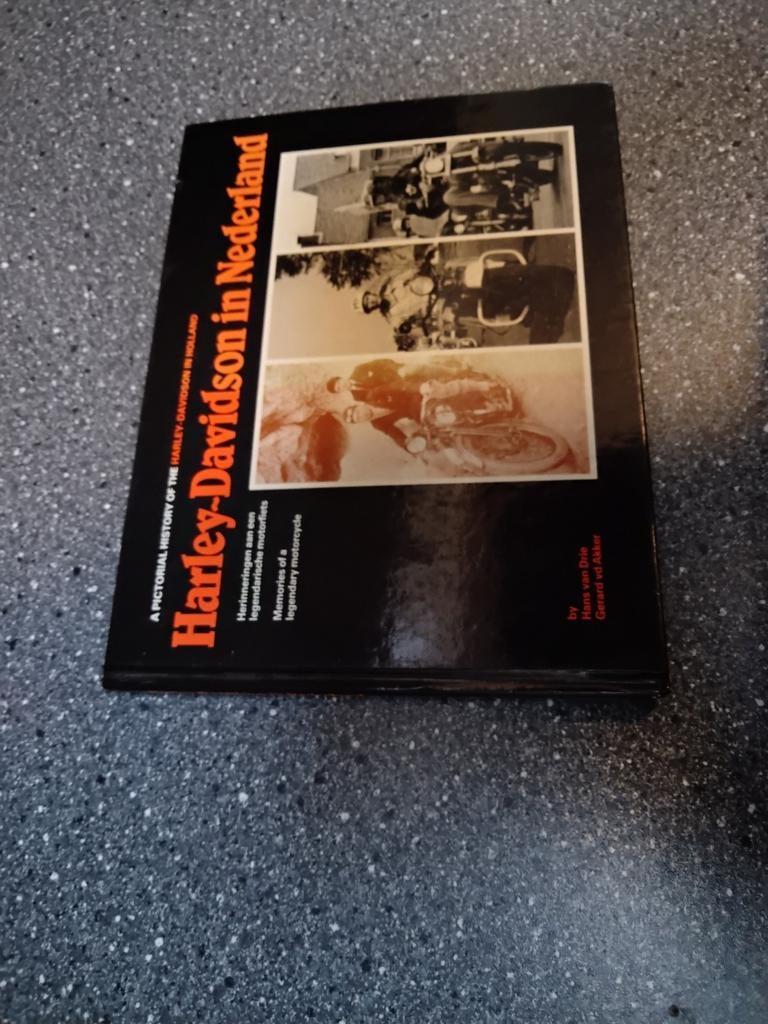 A PICTORIAL HISTORY OF THE HARLEY-DAVIDSON IN HOLLAND
Harley-Davidson in Nederland
Herinneringen aan een
legendarische motorfiets
Memories of a
legendary motorcycle
by
Hans van Drie
Gerard vd Akker